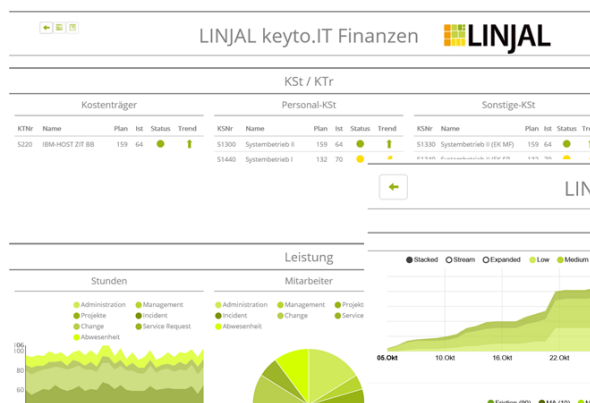 LINJAL keyto.IT Finanzen LINJAL
KSt / KTr
Kostenträger Personal-KSt Sonstige-KSt
KTNr Name Plan Ist Status Trend KSNr Name Plan Ist Status Trend KSNr Name Plan Ist Status
5220 IBM-HOST ZIT BB 159 64 51300 Systembetrieb II 159 64 51330 Systembetrieb II (EK MF) 159 64
51440 Systembetrieb I 132 70
LIN
Leistung
Stunden Mitarbeiter
Stacked Stream Expanded Low Medium
Administration Management Administration Management Projekt
Projekte Incident Incident Change Service
Change Service Request Abwesenheit
Abwesenheit
100
80
60
05.Okt 10.Okt 16.Okt 22.Okt